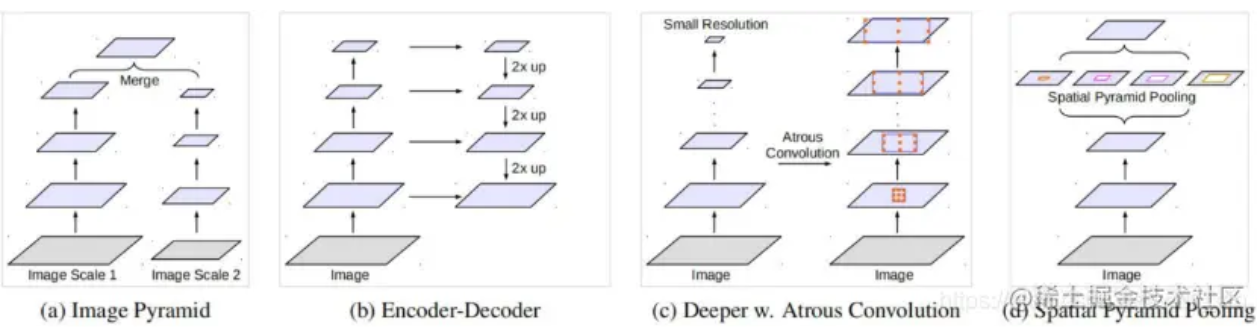 Merge
Image Scale 1
Image Scale 2
(a) Image Pyramid
2x up
2x up
2x up
Image
(b) Encoder-Decoder
Small Resolution
Atrous
Convolution
Image
Image
(c) Deeper w. Atrous Convolution
Spatial Pyramid Pooling
Image
(d) Spatial Pyramid Pooling
@稀土掘金技术社区